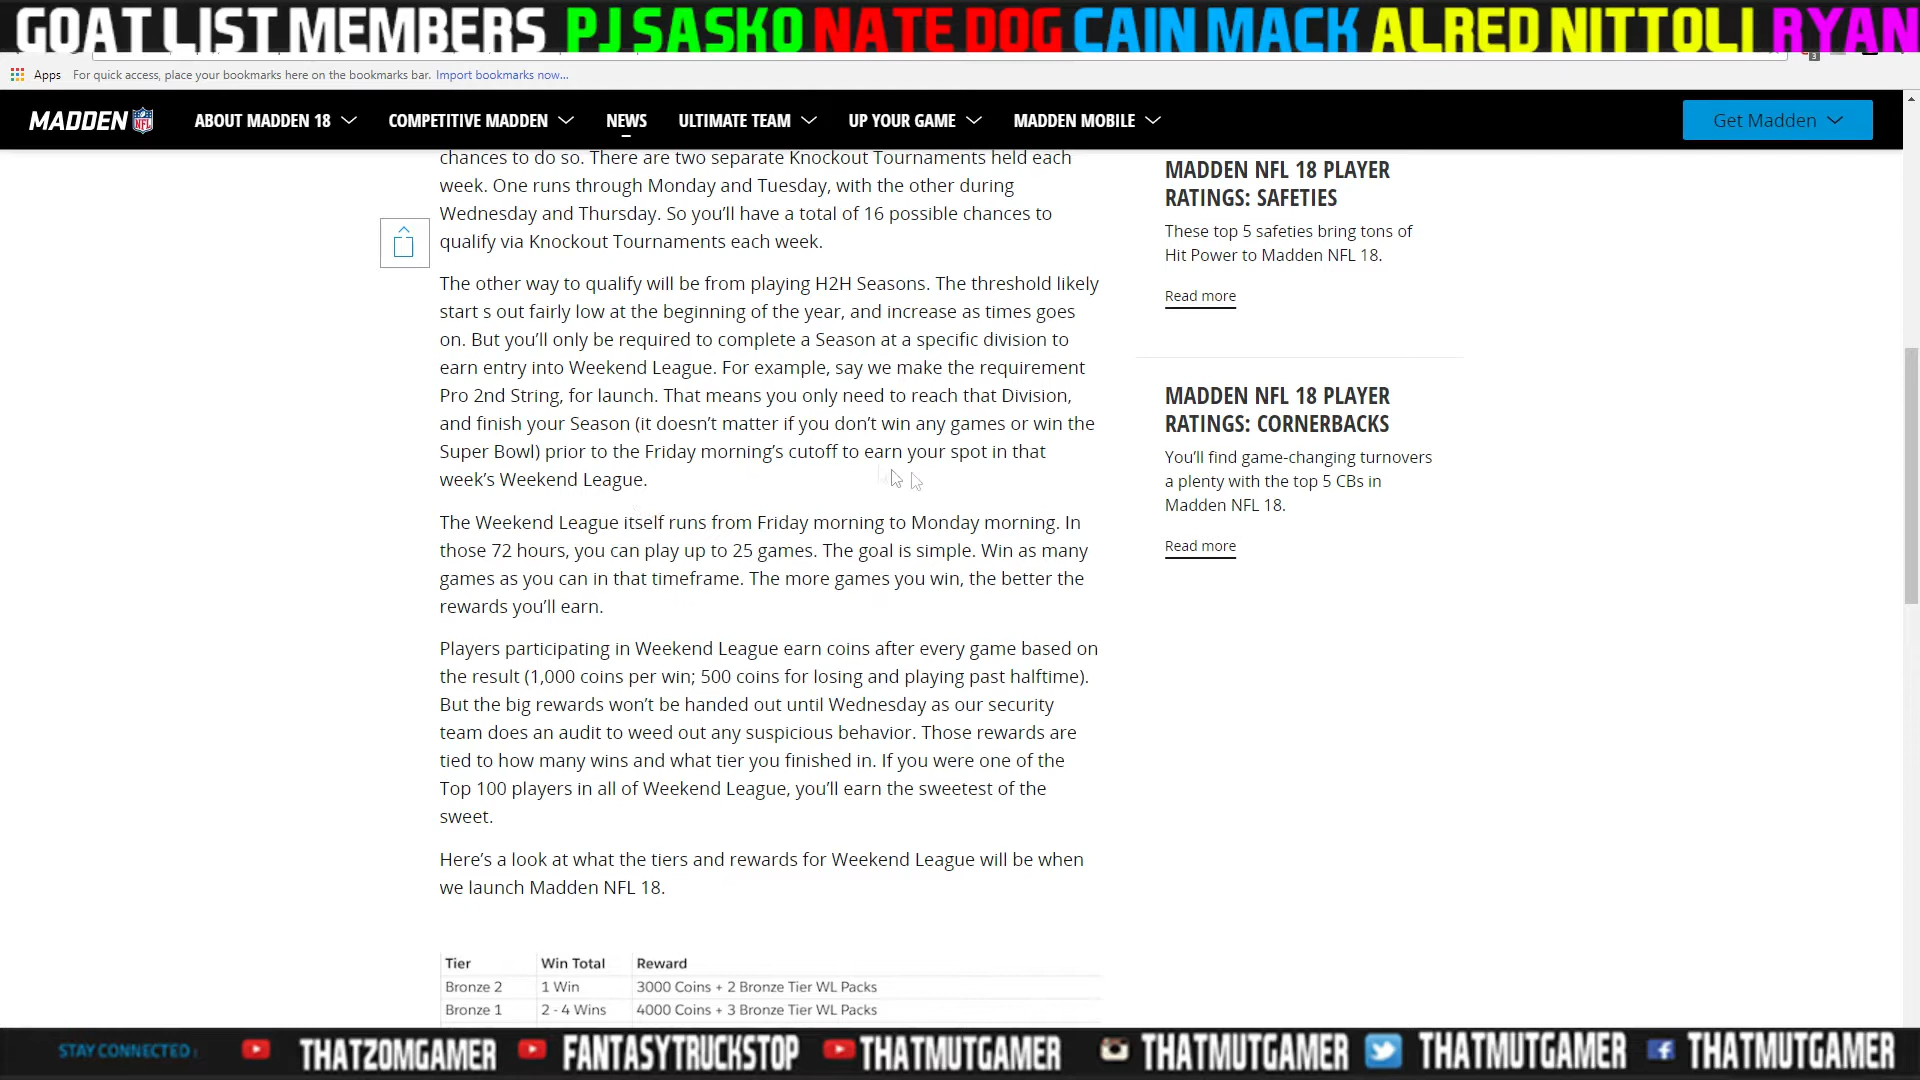 GOAT LIST MEMBERS PJ SASKO NATE DOG CAIN MACK ALRED NITTOLI RYAN
Apps For quick access, place your bookmarks here on the bookmarks bar. Import bookmarks now...
MADDEN NFL ABOUT MADDEN 18 COMPETITIVE MADDEN NEWS ULTIMATE TEAM UP YOUR GAME MADDEN MOBILE Get Madden
chances to do so. There are two separate Knockout Tournaments held each
week. One runs through Monday and Tuesday, with the other during
Wednesday and Thursday. So you'll have a total of 16 possible chances to
qualify via Knockout Tournaments each week.
The other way to qualify will be from playing H2H Seasons. The threshold likely
start s out fairly low at the beginning of the year, and increase as times goes
on. But you'll only be required to complete a Season at a specific division to
earn entry into Weekend League. For example, say we make the requirement
Pro 2nd String, for launch. That means you only need to reach that Division,
and finish your Season (it doesn't matter if you don't win any games or win the
Super Bowl) prior to the Friday morning's cutoff to earn your spot in that
week's Weekend League.
The Weekend League itself runs from Friday morning to Monday morning. In
those 72 hours, you can play up to 25 games. The goal is simple. Win as many
games as you can in that timeframe. The more games you win, the better the
rewards you'll earn.
Players participating in Weekend League earn coins after every game based on
the result (1,000 coins per win; 500 coins for losing and playing past halftime).
But the big rewards won't be handed out until Wednesday as our security
team does an audit to weed out any suspicious behavior. Those rewards are
tied to how many wins and what tier you finished in. If you were one of the
Top 100 players in all of Weekend League, you'll earn the sweetest of the
sweet.
Here's a look at what the tiers and rewards for Weekend League will be when
we launch Madden NFL 18.
Tier Win Total Reward
Bronze 2 1 Win 3000 Coins + 2 Bronze Tier WL Packs
Bronze 1 2 - 4 Wins 4000 Coins + 3 Bronze Tier WL Packs
MADDEN NFL 18 PLAYER
RATINGS: SAFETIES
These top 5 safeties bring tons of
Hit Power to Madden NFL 18.
Read more
MADDEN NFL 18 PLAYER
RATINGS: CORNERBACKS
You'll find game-changing turnovers
a plenty with the top 5 CBs in
Madden NFL 18.
Read more
STAY CONNECTED: THATZOMGAMER FANTASYTRUCKSTOP THATMUTGAMER THATMUTGAMER THATMUTGAMER THATMUTGAMER